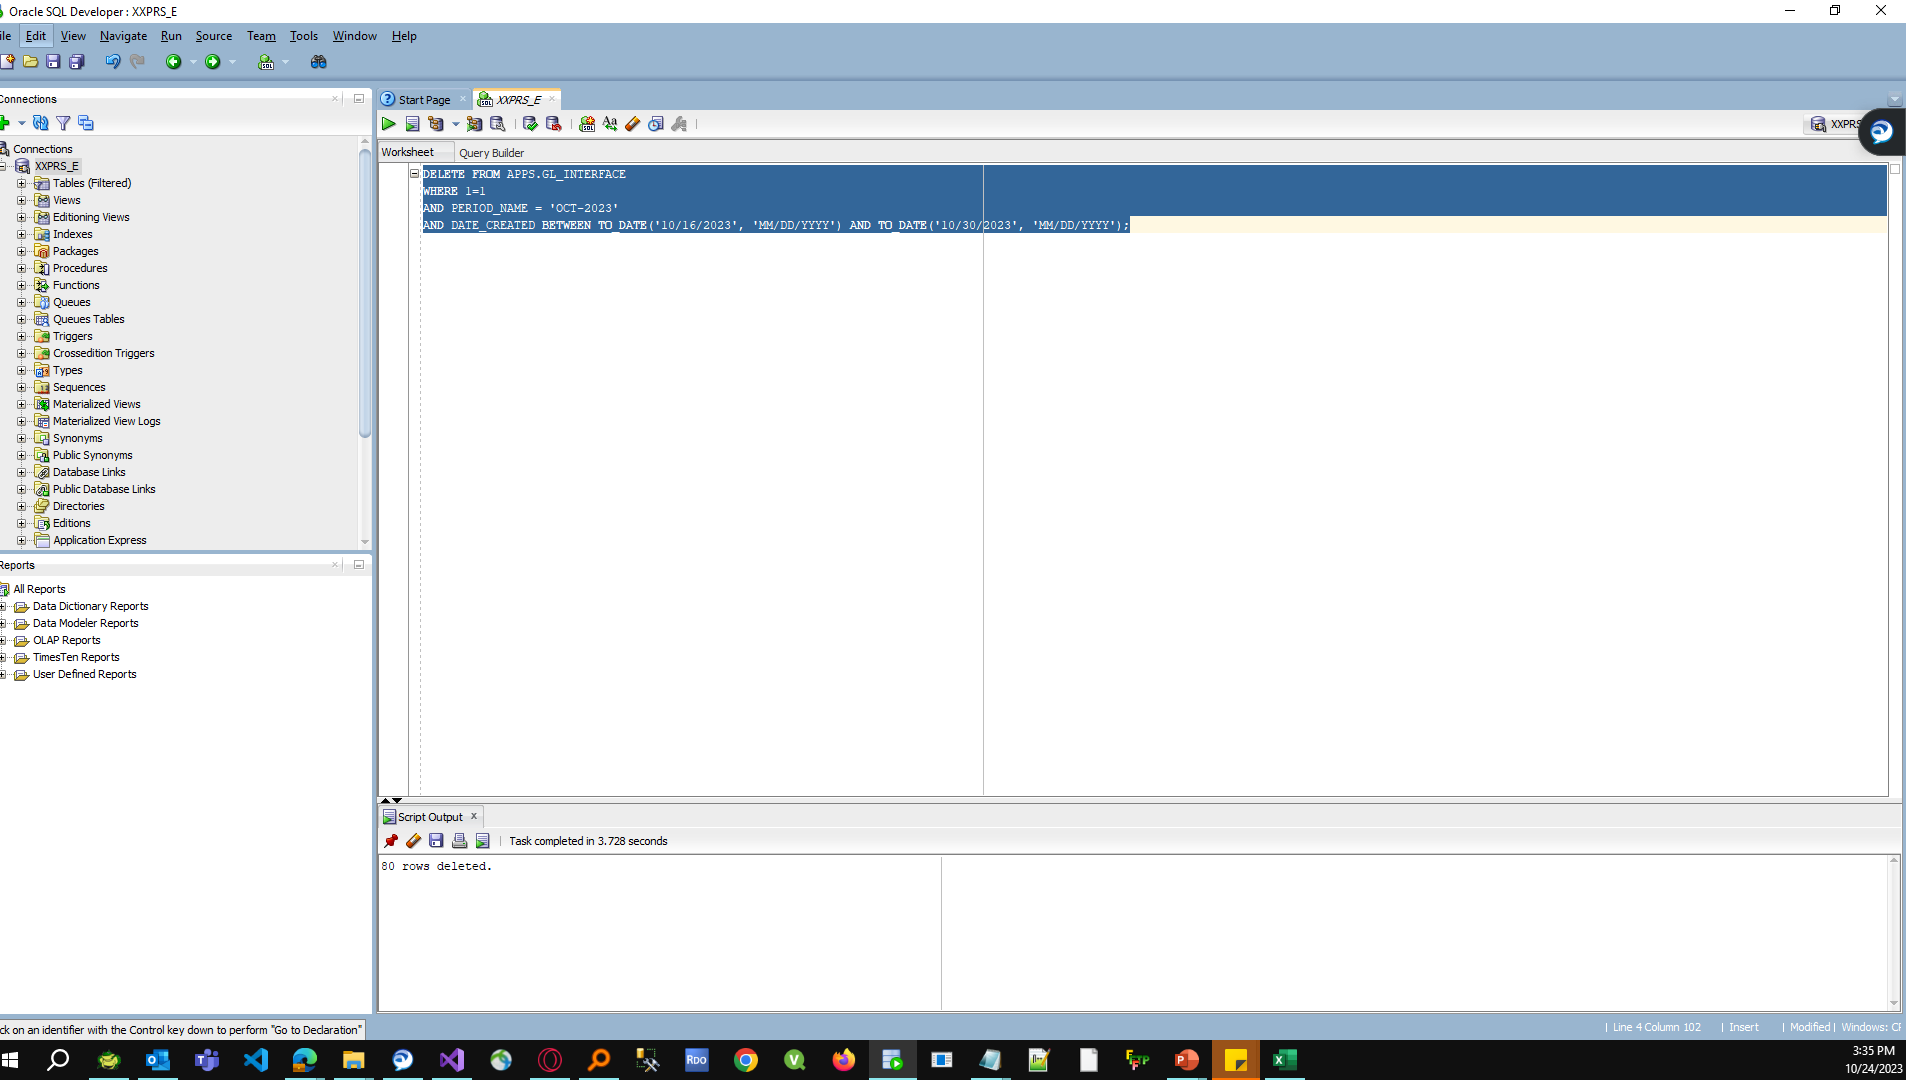 Oracle SQL Developer : XXPRS_E
ile Edit View Navigate Run Source Team Tools Window Help
Connections
Start Page
XXPRS_E
XXPRS
Worksheet
Query Builder
Connections
XXPRS_E
Tables (Filtered)
Views
Editioning Views
Indexes
Packages
Procedures
Functions
Queues
Queues Tables
Triggers
Crossedition Triggers
Types
Sequences
Materialized Views
Materialized View Logs
Synonyms
Public Synonyms
Database Links
Public Database Links
Directories
Editions
Application Express
DELETE FROM APPS.GL_INTERFACE
WHERE 1=1
AND PERIOD_NAME = 'OCT-2023'
AND DATE_CREATED BETWEEN TO_DATE('10/16/2023', 'MM/DD/YYYY') AND TO_DATE('10/30/2023', 'MM/DD/YYYY');
Reports
All Reports
Data Dictionary Reports
Data Modeler Reports
OLAP Reports
TimesTen Reports
User Defined Reports
Script Output
Task completed in 3.728 seconds
80 rows deleted.
ck on an identifier with the Control key down to perform "Go to Declaration"
Line 4 Column 102 | Insert | Modified | Windows: CF
RDO
3:35 PM
10/24/2023